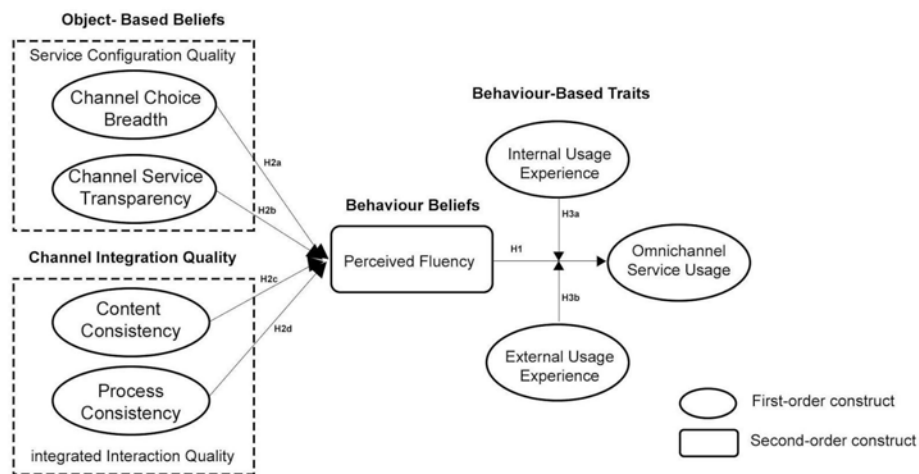 Object- Based Beliefs
Service Configuration Quality
Channel Choice
Breadth
Channel Service
Transparency
H2a
H2b
Channel Integration Quality
Content
Consistency
Process
Consistency
integrated Interaction Quality
H2c
H2d
Behaviour Beliefs
Perceived Fluency
H1
Behaviour-Based Traits
Internal Usage
Experience
H3a
Omnichannel
Service Usage
H3b
External Usage
Experience
First-order construct
Second-order construct